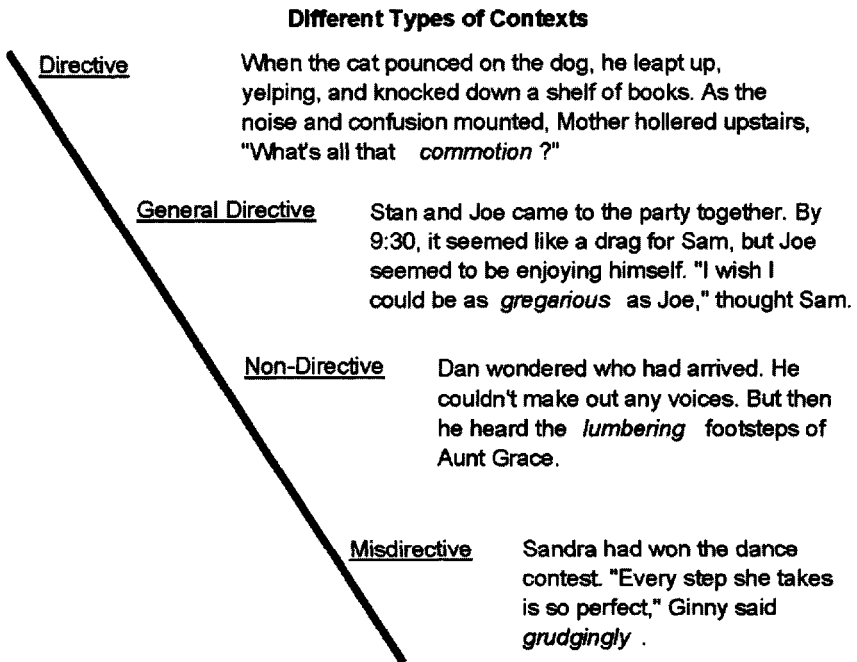 Different Types of Contexts
Directive When the cat pounced on the dog, he leapt up,
yelping, and knocked down a shelf of books. As the
noise and confusion mounted, Mother hollered upstairs,
"What's all that commotion ?"
General Directive Stan and Joe came to the party together. By
9:30, it seemed like a drag for Sam, but Joe
seemed to be enjoying himself. "I wish I
could be as gregarious as Joe," thought Sam.
Non-Directive Dan wondered who had arrived. He
couldn't make out any voices. But then
he heard the lumbering footsteps of
Aunt Grace.
Misdirective Sandra had won the dance
contest. "Every step she takes
is so perfect," Ginny said
grudgingly .